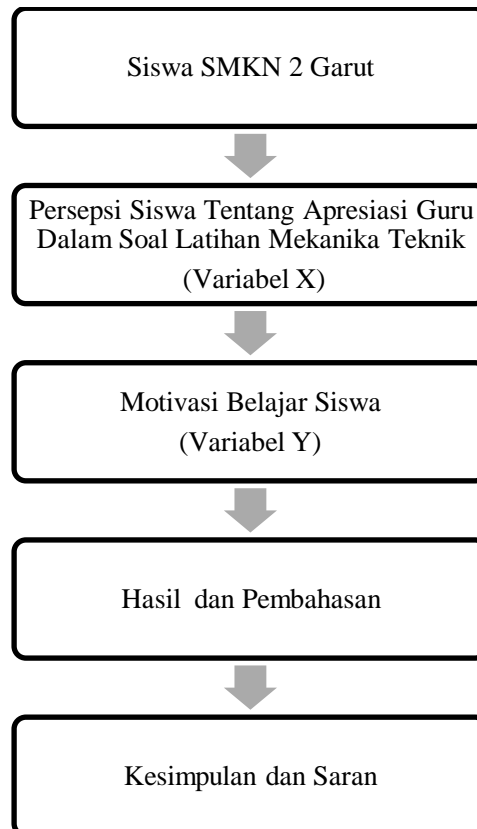 Siswa SMKN 2 Garut
Persepsi Siswa Tentang Apresiasi Guru
Dalam Soal Latihan Mekanika Teknik
(Variabel X)
Motivasi Belajar Siswa
(Variabel Y)
Hasil dan Pembahasan
Kesimpulan dan Saran